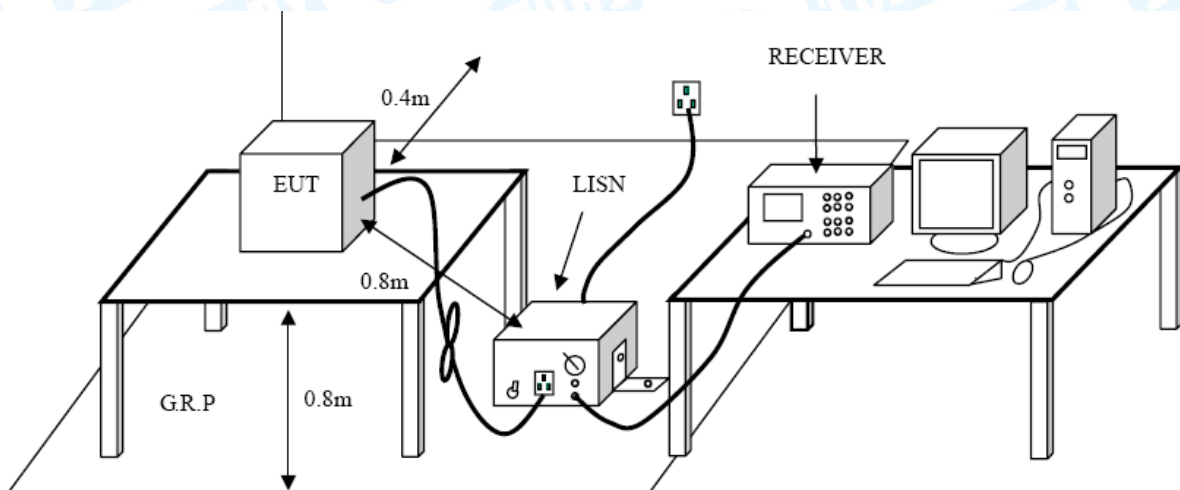 RECEIVER
0.4m
EUT
LISN
0.8m
G.R.P
0.8m